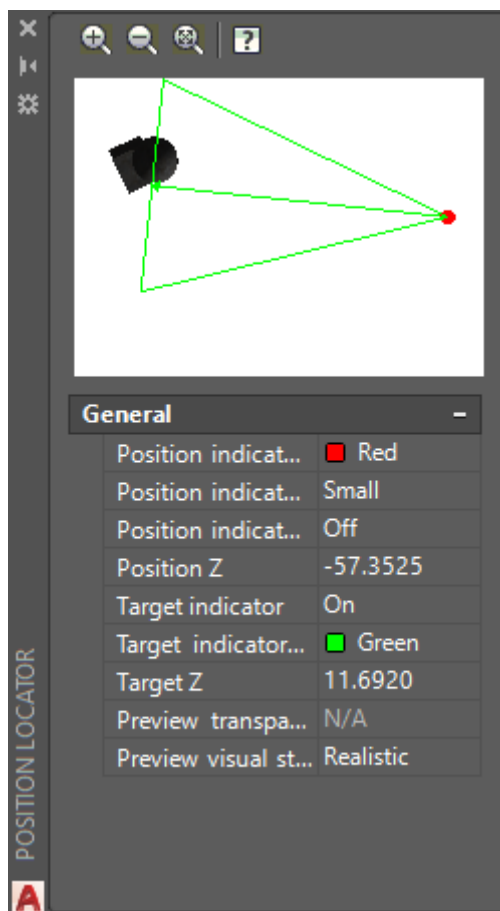 ?
General
Position indicat... Red
Position indicat... Small
Position indicat... Off
Position Z -57.3525
Target indicator On
Target indicator... Green
Target Z 11.6920
Preview transpa... N/A
Preview visual st... Realistic
POSITION LOCATOR
A